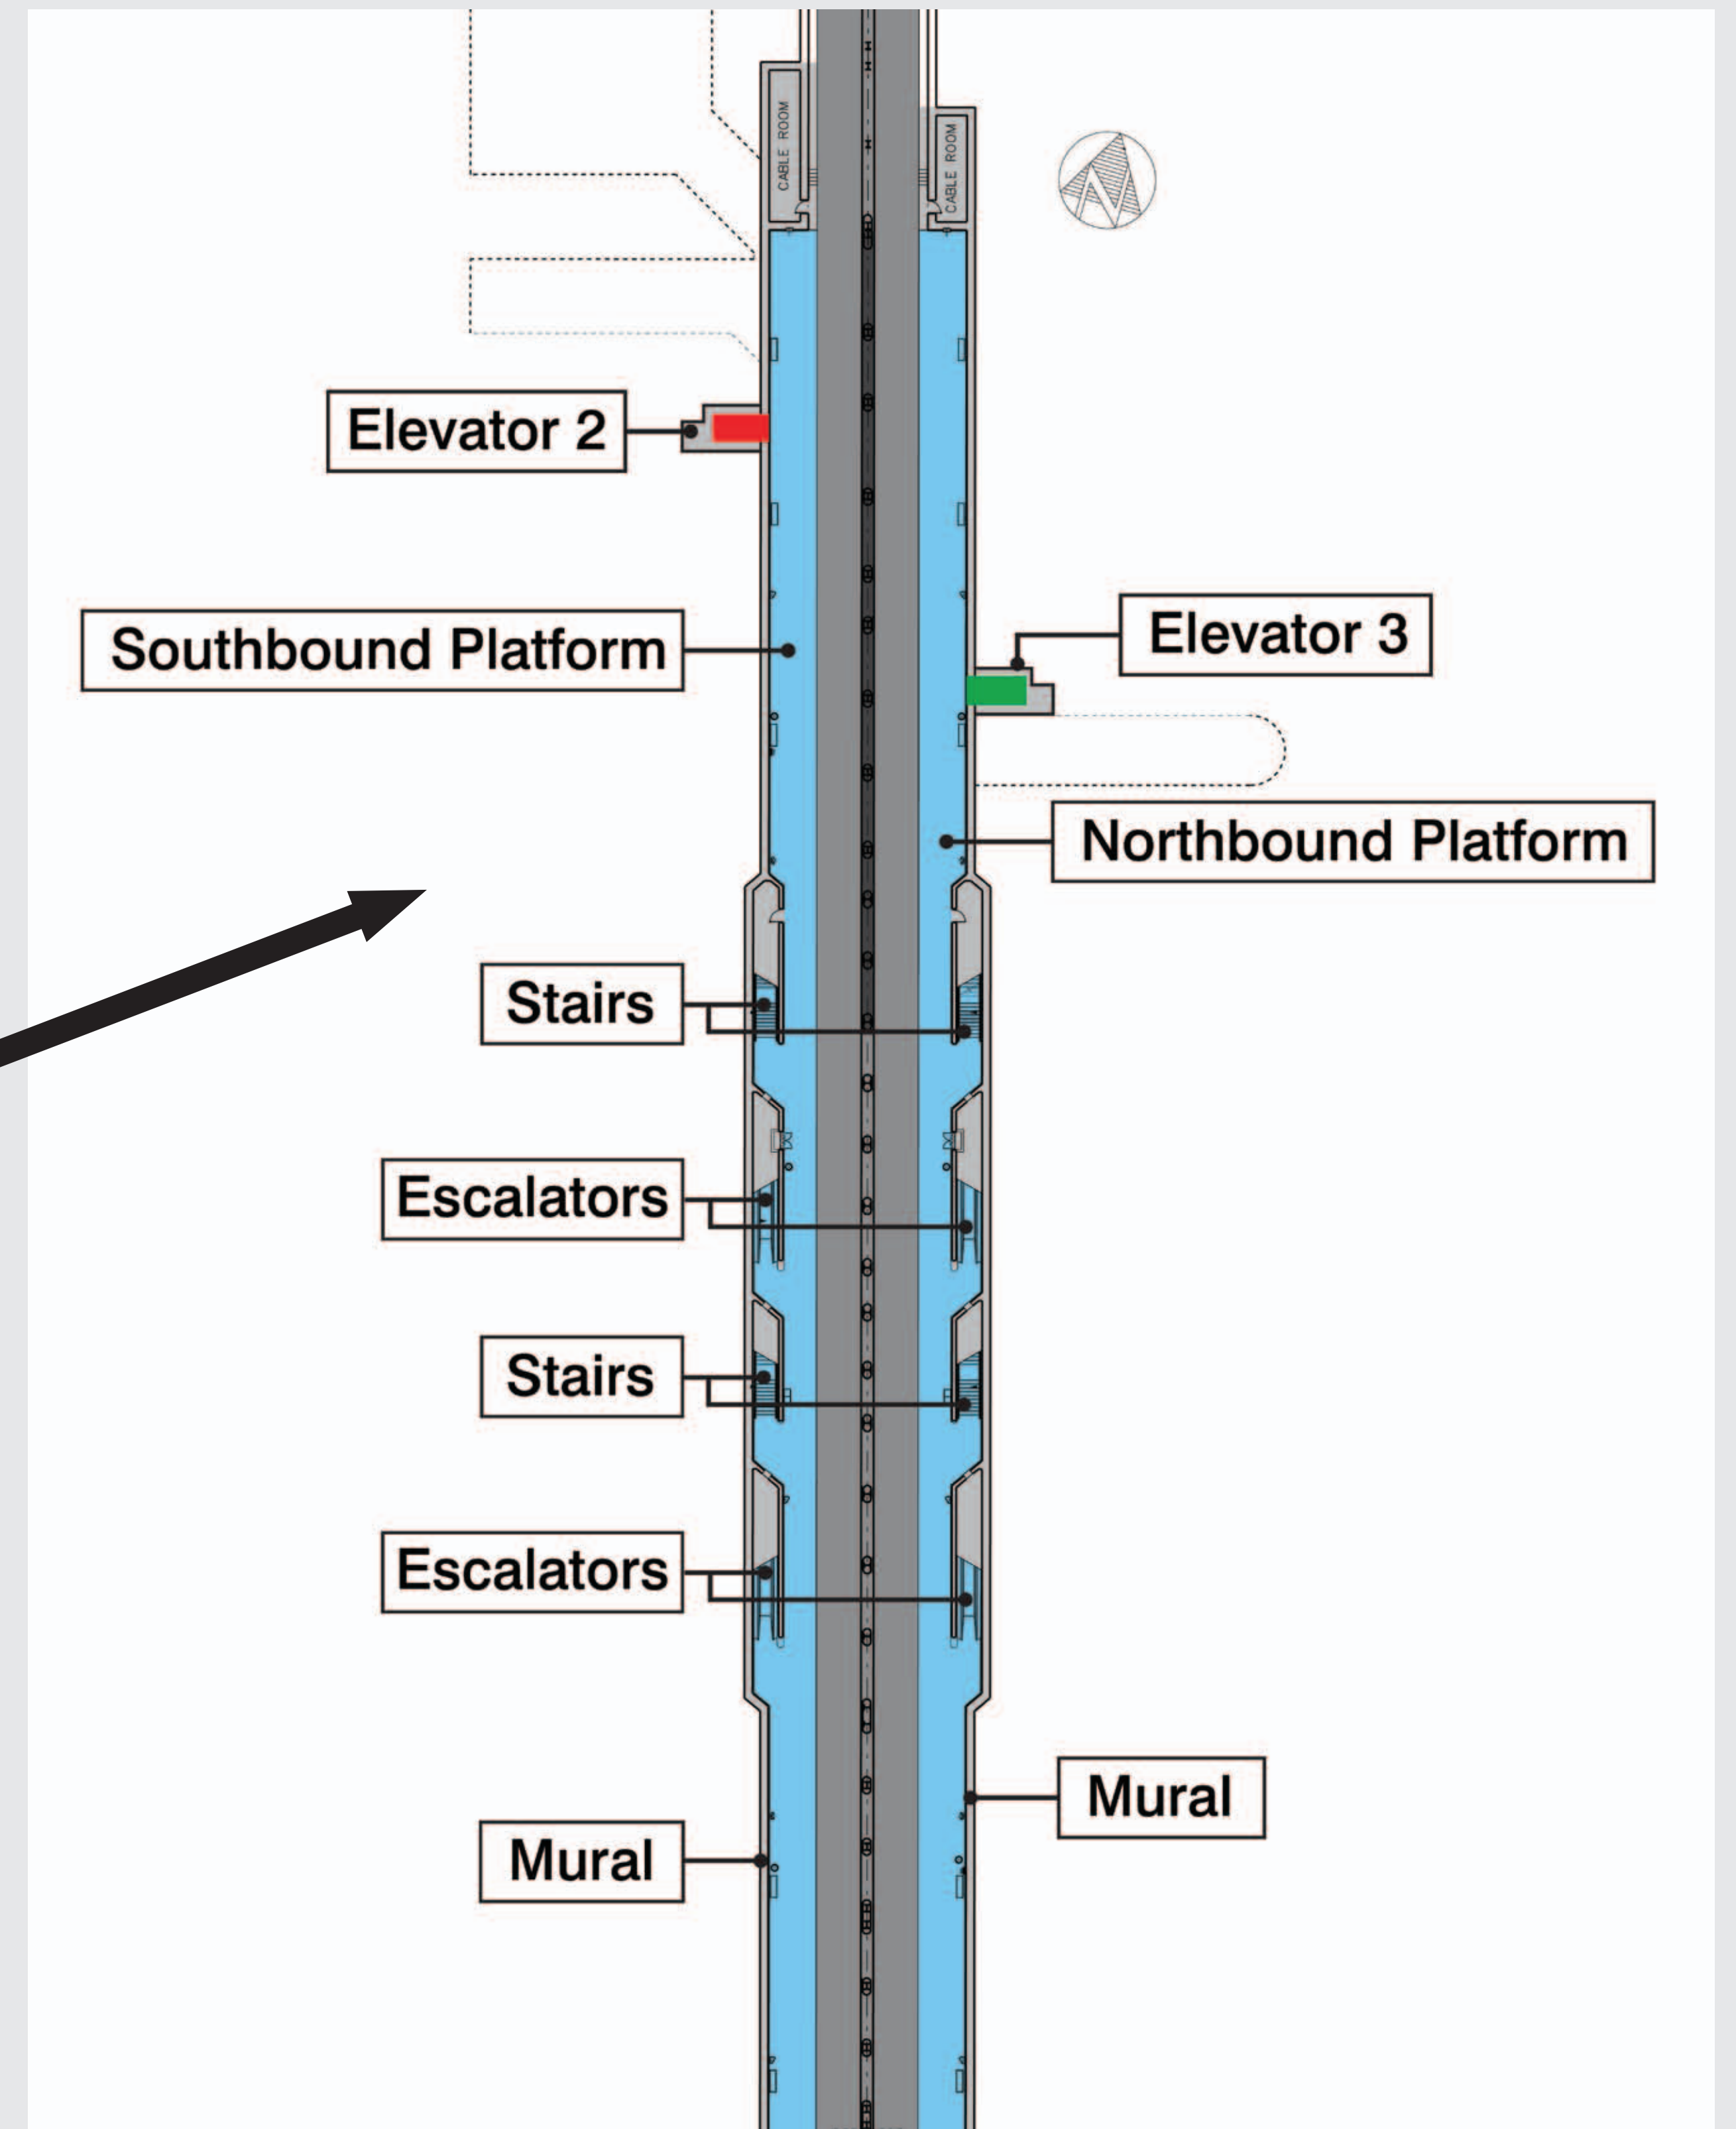 CABLE ROOM
CABLE ROOM
N
Elevator 2
Elevator 3
Southbound Platform
Northbound Platform
Stairs
Escalators
Stairs
Escalators
Mural
Mural